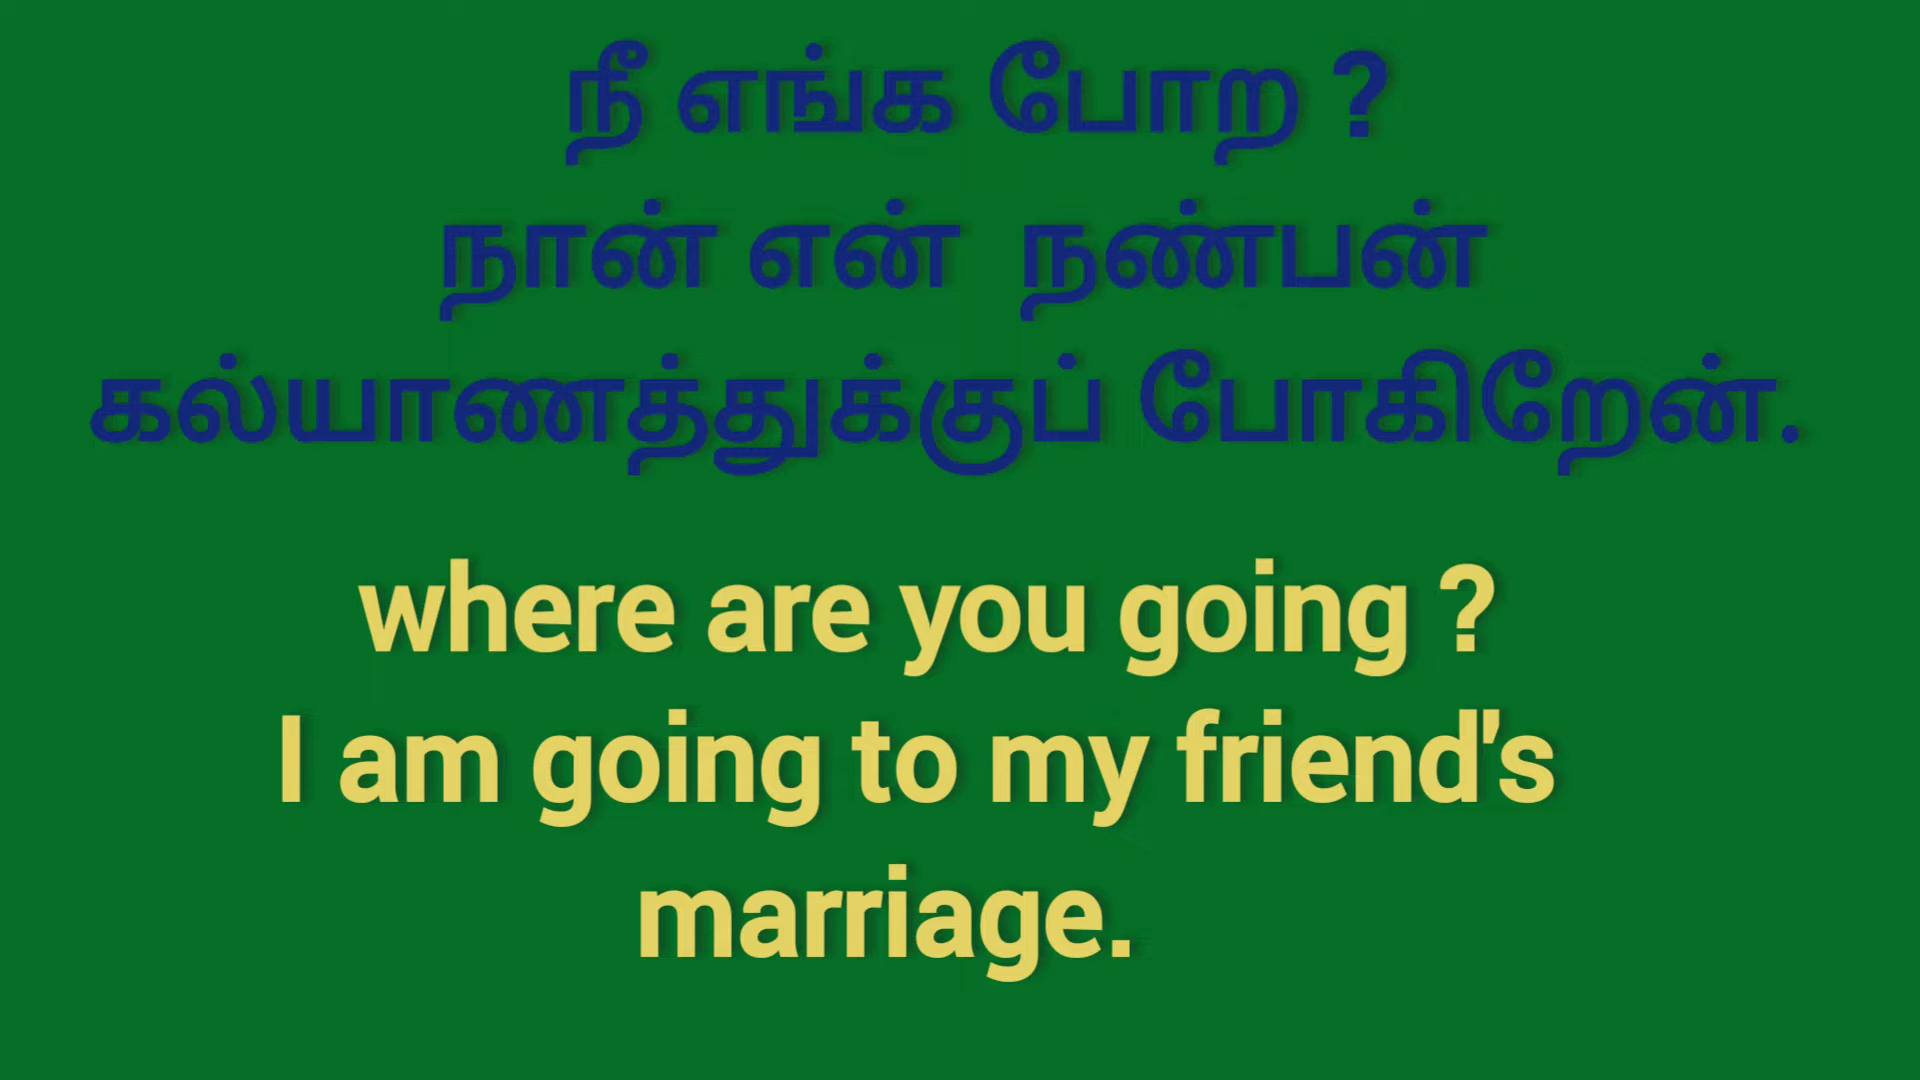 நீ எங்க போற ?
நான் என் நண்பன்
கல்யாணத்துக்குப் போகிறேன்.
where are you going ?
I am going to my friend's
marriage.